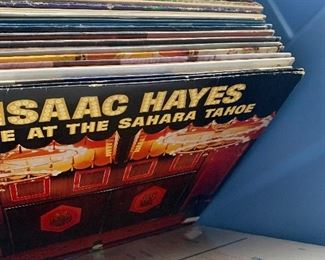 ISAAC HAYES
E AT THE SAHARA TAHOE